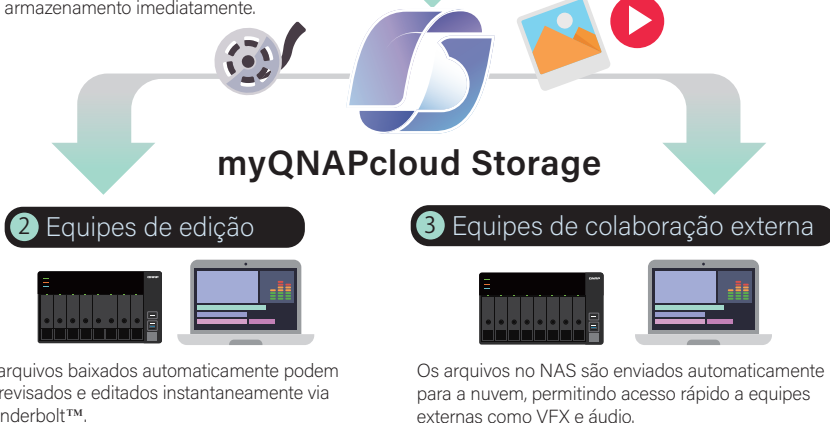 armazenamento imediatamente.
myQNAPcloud Storage
2 Equipes de edição
3 Equipes de colaboração externa
arquivos baixados automaticamente podem
revisados e editados instantaneamente via
nderbolt™.
Os arquivos no NAS são enviados automaticamente
para a nuvem, permitindo acesso rápido a equipes
externas como VFX e áudio.